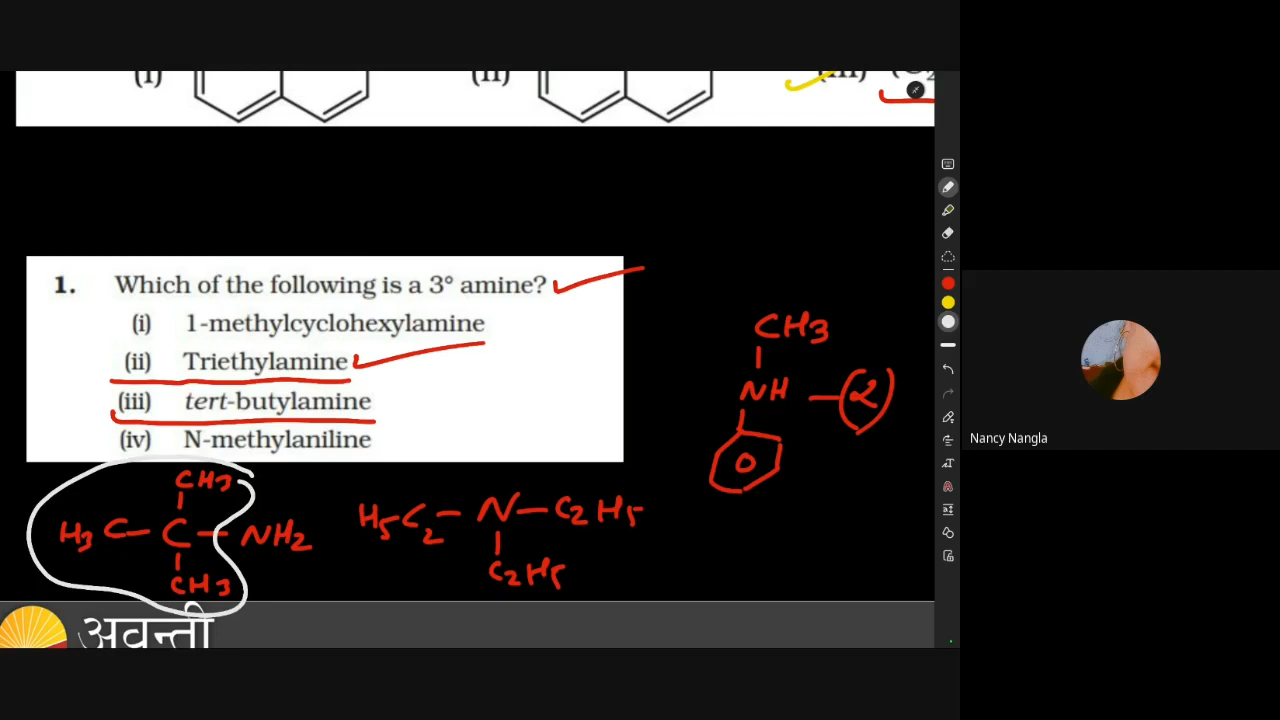 (i) (ii) (iii)
1. Which of the following is a 3° amine?
(i) 1-methylcyclohexylamine
(ii) Triethylamine
(iii) tert-butylamine
(iv) N-methylaniline
CH3
NH — (2)
CH3
H3C — C — NH2
CH3
H5C2 — N — C2H5
C2H5
अवन्ती
Nancy Nangla